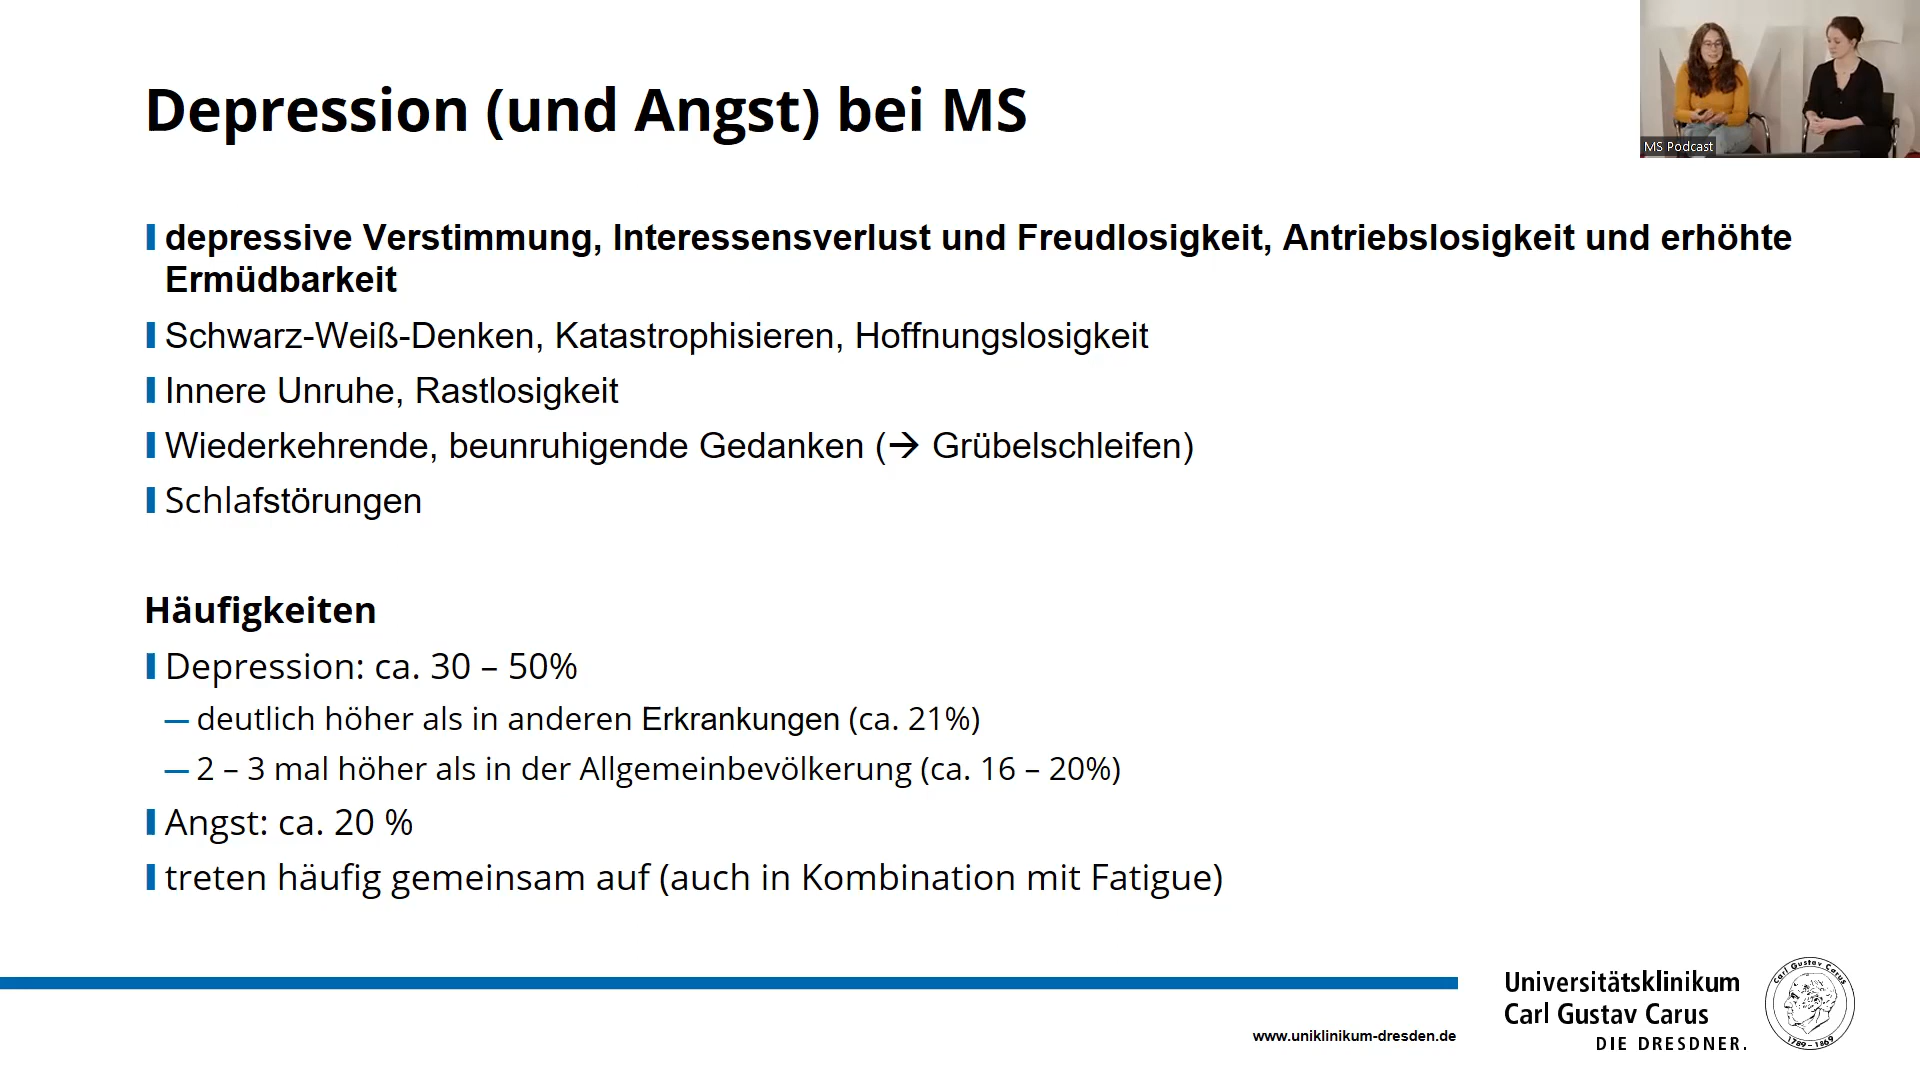 Depression (und Angst) bei MS
MS Podcast
depressive Verstimmung, Interessensverlust und Freudlosigkeit, Antriebslosigkeit und erhöhte
Ermüdbarkeit
Schwarz-Weiß-Denken, Katastrophisieren, Hoffnungslosigkeit
Innere Unruhe, Rastlosigkeit
Wiederkehrende, beunruhigende Gedanken (→ Grübelschleifen)
Schlafstörungen
Häufigkeiten
Depression: ca. 30 – 50%
— deutlich höher als in anderen Erkrankungen (ca. 21%)
— 2 – 3 mal höher als in der Allgemeinbevölkerung (ca. 16 – 20%)
Angst: ca. 20 %
treten häufig gemeinsam auf (auch in Kombination mit Fatigue)
www.uniklinikum-dresden.de
Universitätsklinikum
Carl Gustav Carus
DIE DRESDNER.
Carl Gustav Carus
1789 – 1869